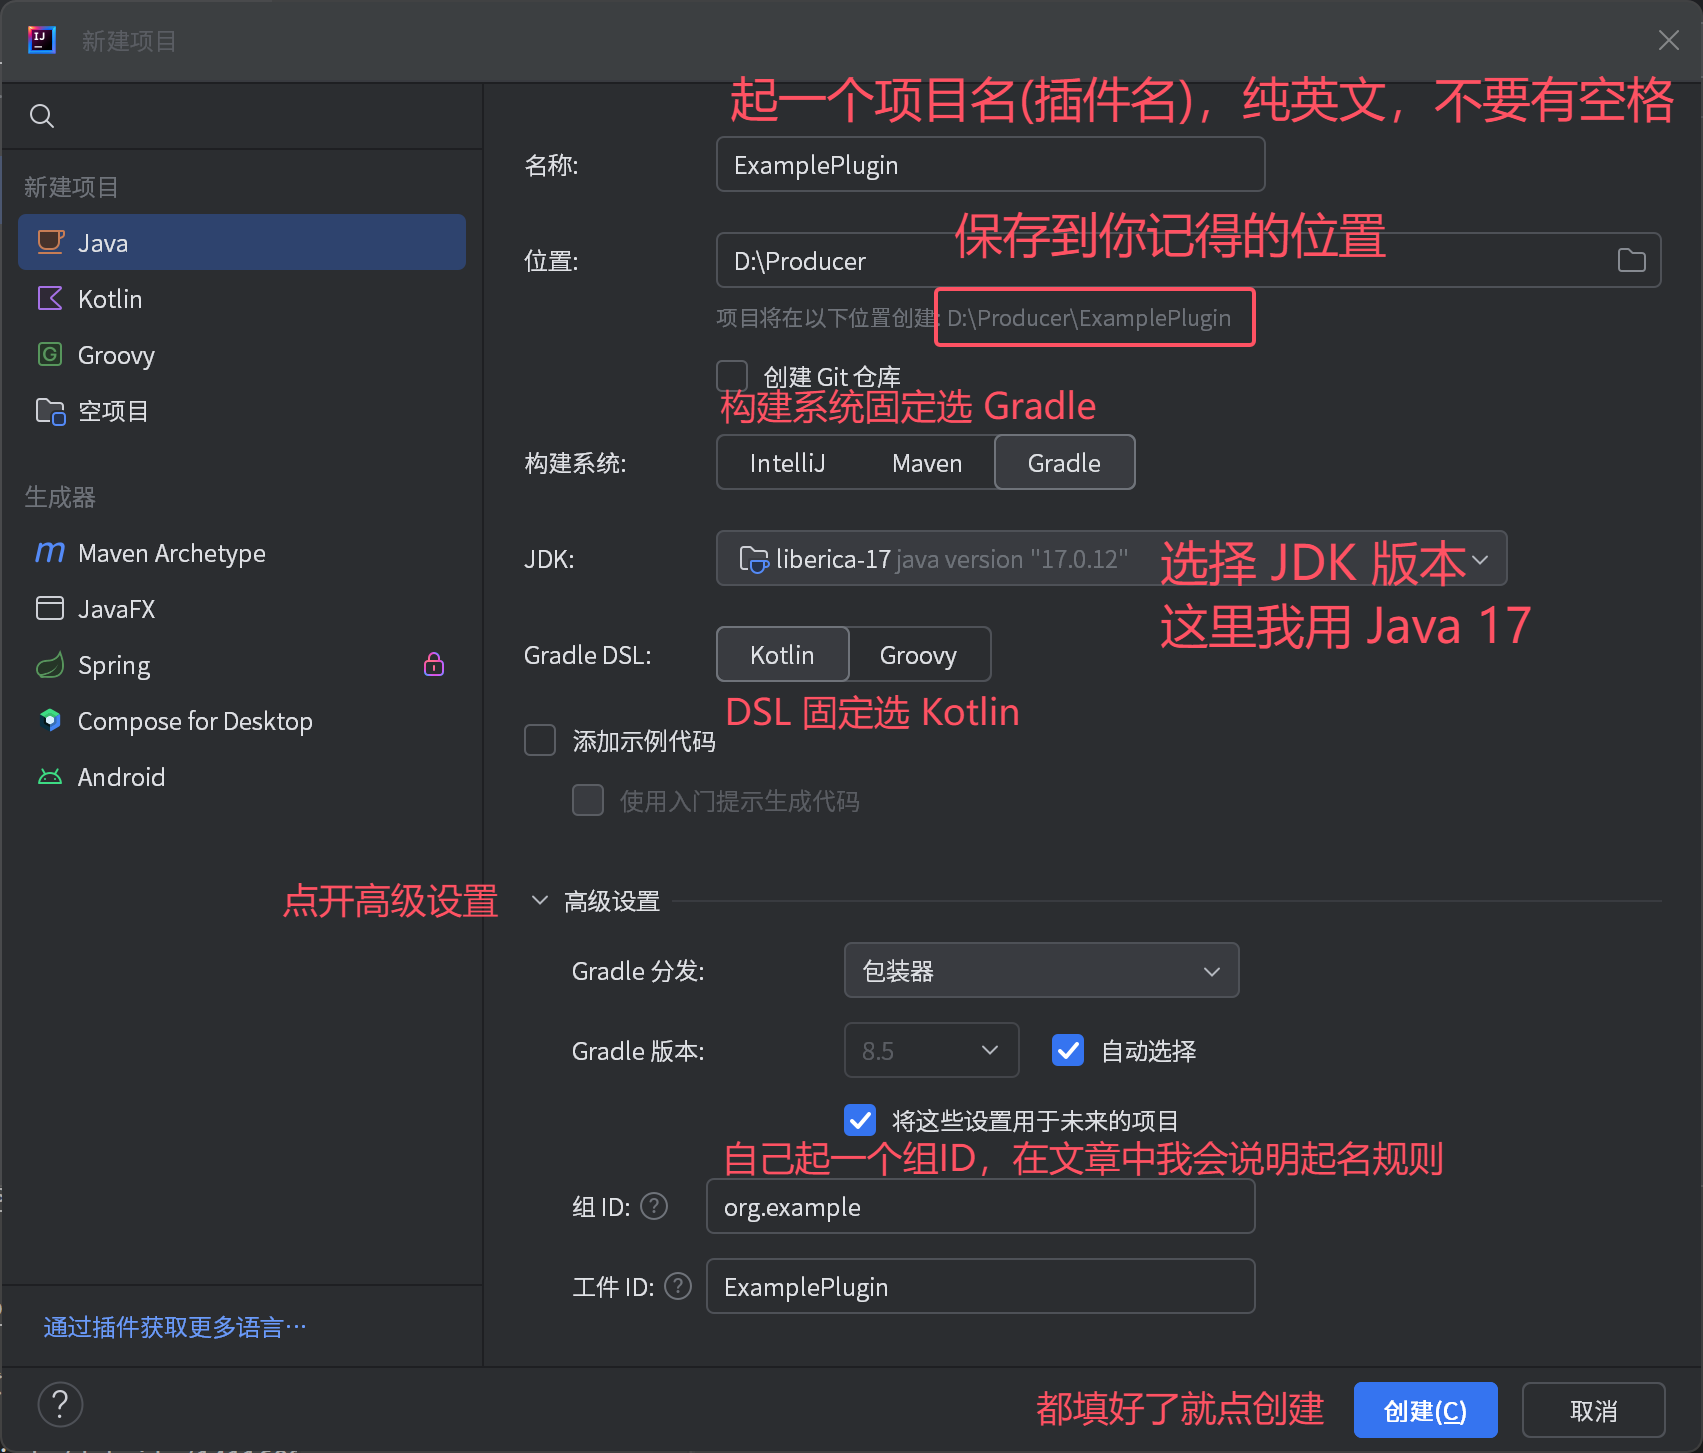 新建项目
起一个项目名(插件名)，纯英文，不要有空格
名称:
ExamplePlugin
保存到你记得的位置
位置:
D:\Producer
项目将在以下位置创建: D:\Producer\ExamplePlugin
创建 Git 仓库
构建系统固定选 Gradle
构建系统:
IntelliJ
Maven
Gradle
JDK:
liberica-17 java version "17.0.12"
选择 JDK 版本
这里我用 Java 17
Gradle DSL:
Kotlin
Groovy
DSL 固定选 Kotlin
添加示例代码
使用入门提示生成代码
点开高级设置
高级设置
Gradle 分发:
包装器
Gradle 版本:
8.5
自动选择
将这些设置用于未来的项目
自己起一个组ID，在文章中我会说明起名规则
组 ID:
org.example
工件 ID:
ExamplePlugin
新建项目
Java
Kotlin
Groovy
空项目
生成器
Maven Archetype
JavaFX
Spring
Compose for Desktop
Android
通过插件获取更多语言…
都填好了就点创建
创建(C)
取消